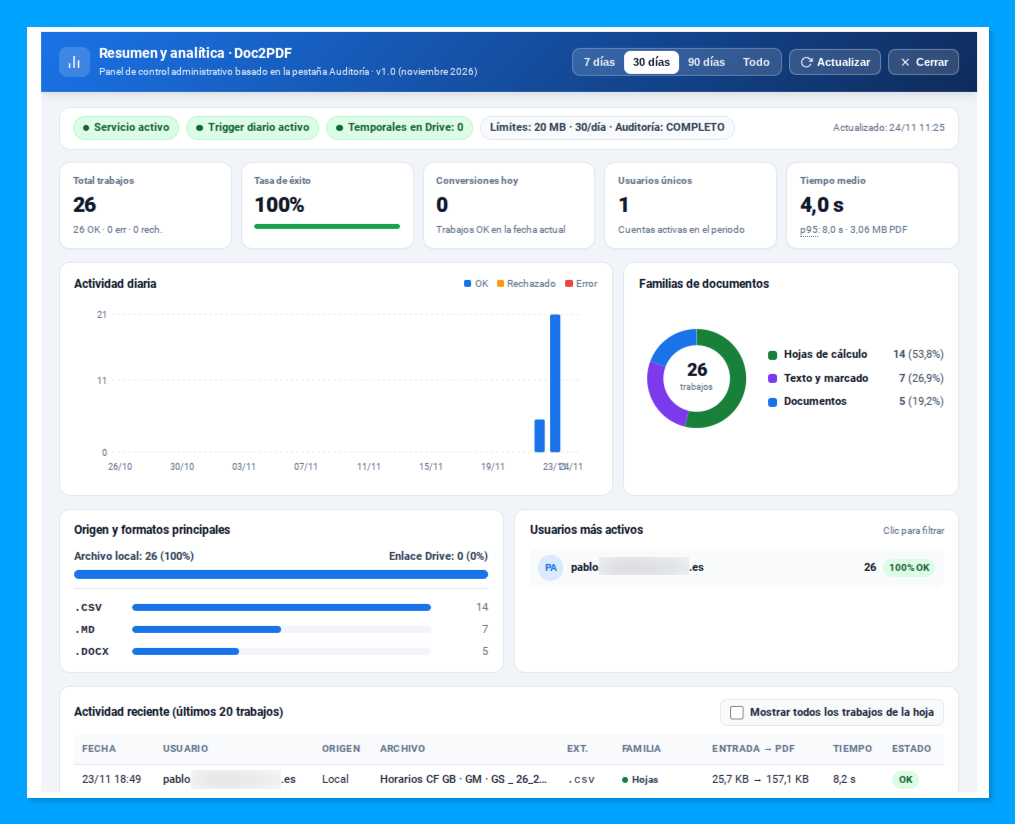 Resumen y analítica · Doc2PDF
Panel de control administrativo basado en la pestaña Auditoría · v1.0 (noviembre 2026)
7 días 30 días 90 días Todo Actualizar Cerrar
Servicio activo Trigger diario activo Temporales en Drive: 0 Límites: 20 MB · 30/día · Auditoría: COMPLETO Actualizado: 24/11 11:25
Total trabajos
26
26 OK · 0 err · 0 rech.
Tasa de éxito
100%
Conversiones hoy
0
Trabajos OK en la fecha actual
Usuarios únicos
1
Cuentas activas en el periodo
Tiempo medio
4,0 s
p95: 8,0 s · 3,06 MB PDF
Actividad diaria
OK Rechazado Error
21
11
0
26/10 30/10 03/11 07/11 11/11 15/11 19/11 23/11 24/11
Familias de documentos
26
trabajos
Hojas de cálculo 14 (53,8%)
Texto y marcado 7 (26,9%)
Documentos 5 (19,2%)
Origen y formatos principales
Archivo local: 26 (100%) Enlace Drive: 0 (0%)
.CSV 14
.MD 7
.DOCX 5
Usuarios más activos Clic para filtrar
PA pablo .es 26 100% OK
Actividad reciente (últimos 20 trabajos) Mostrar todos los trabajos de la hoja
FECHA USUARIO ORIGEN ARCHIVO EXT. FAMILIA ENTRADA → PDF TIEMPO ESTADO
23/11 18:49 pablo .es Local Horarios CF GB · GM · GS _ 26_2... .csv Hojas 25,7 KB → 157,1 KB 8,2 s OK